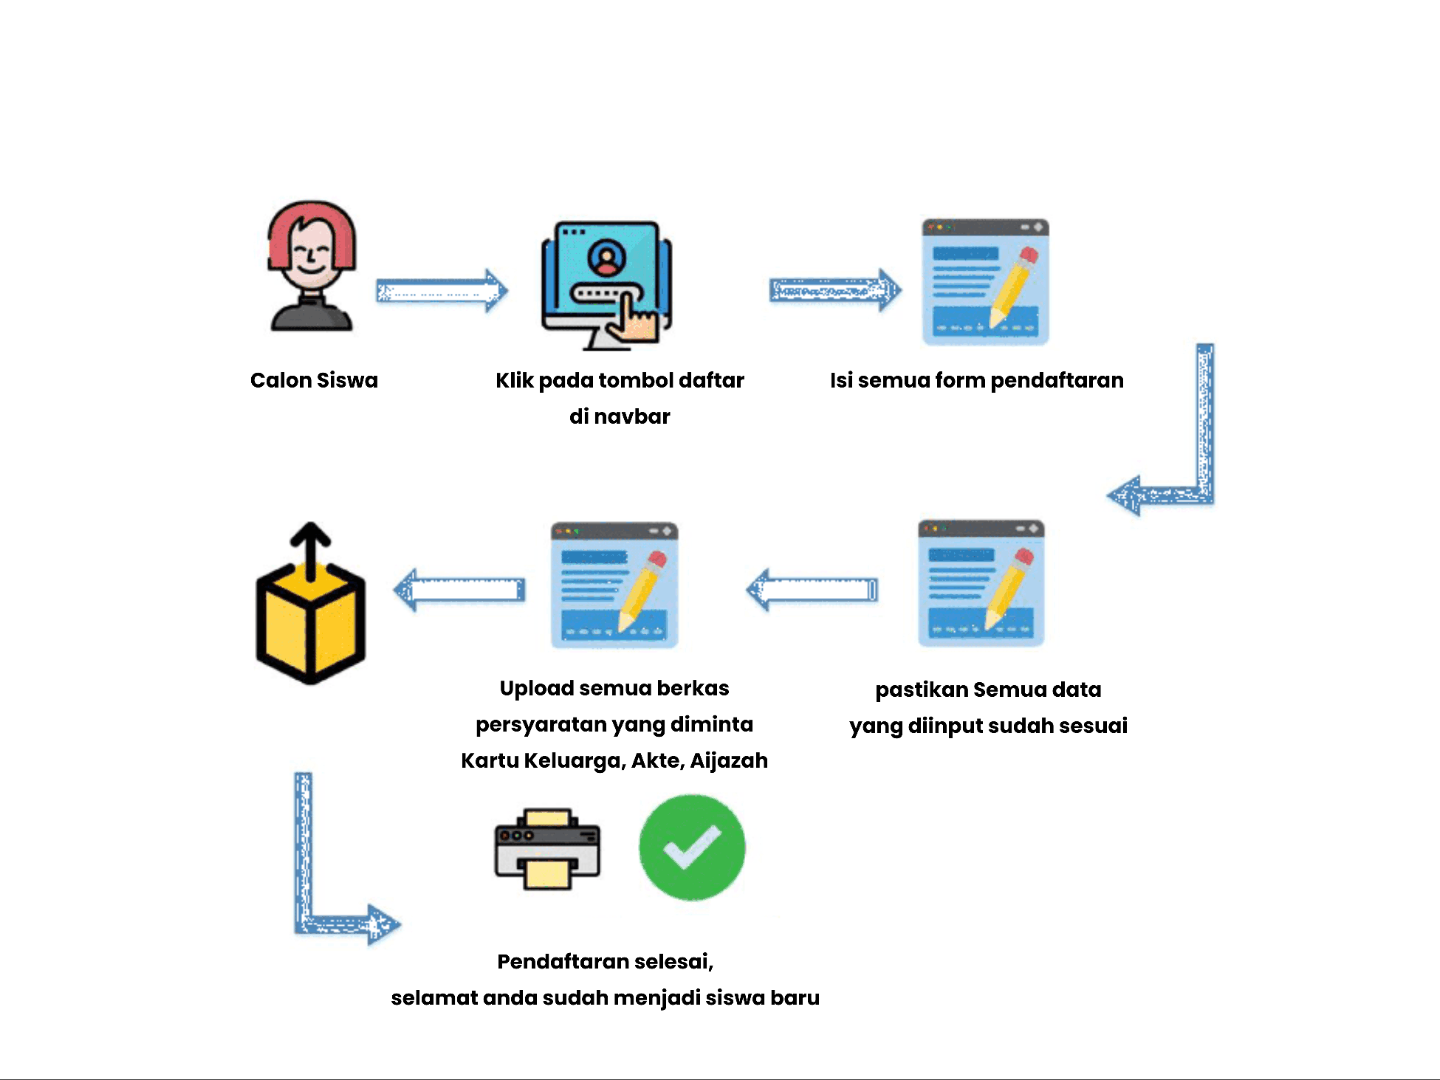 Calon Siswa
Klik pada tombol daftar
di navbar
Isi semua form pendaftaran
pastikan Semua data
yang diinput sudah sesuai
Upload semua berkas
persyaratan yang diminta
Kartu Keluarga, Akte, Aijazah
Pendaftaran selesai,
selamat anda sudah menjadi siswa baru